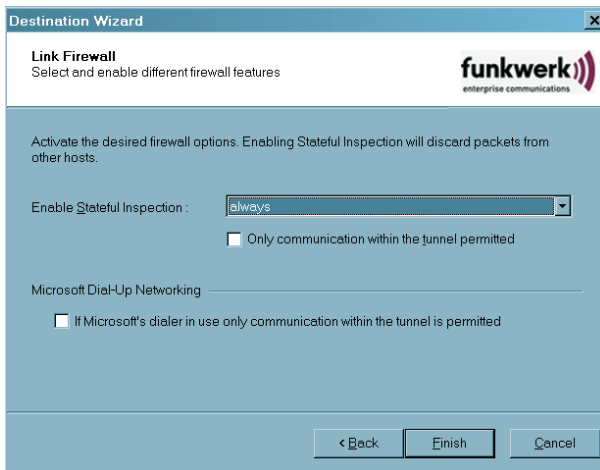 Destination Wizard
Link Firewall
Select and enable different firewall features
funkwerk
enterprise communications
Activate the desired firewall options. Enabling Stateful Inspection will discard packets from
other hosts.
Enable Stateful Inspection : always
Only communication within the tunnel permitted
Microsoft Dial-Up Networking
If Microsoft's dialer in use only communication within the tunnel is permitted
< Back Finish Cancel